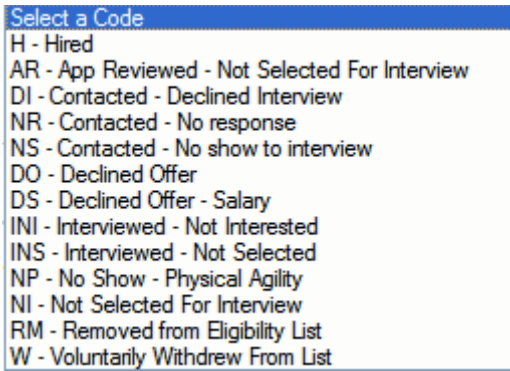 Select a Code
H - Hired
AR - App Reviewed - Not Selected For Interview
DI - Contacted - Declined Interview
NR - Contacted - No response
NS - Contacted - No show to interview
DO - Declined Offer
DS - Declined Offer - Salary
INI - Interviewed - Not Interested
INS - Interviewed - Not Selected
NP - No Show - Physical Agility
NI - Not Selected For Interview
RM - Removed from Eligibility List
W - Voluntarily Withdrew From List